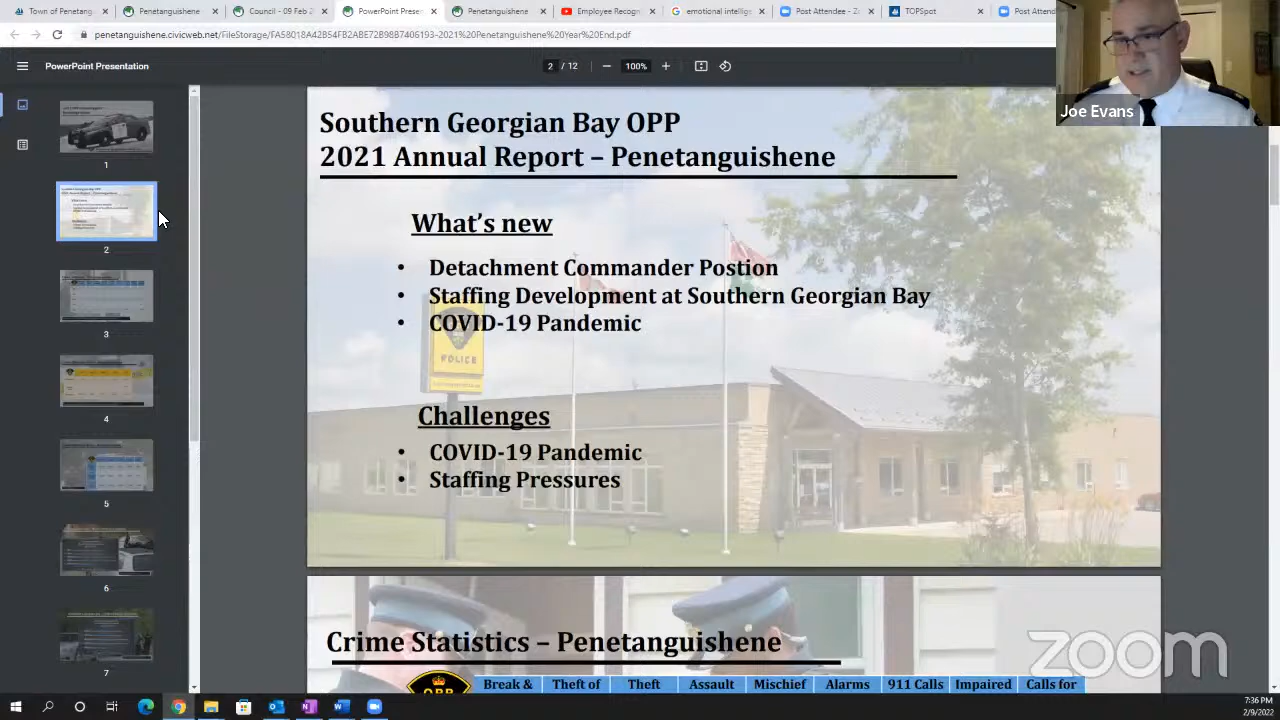 Town of Penetang
Penetanguishene
Council - 09 Feb 2
PowerPoint Presen
Penetanguishene
Employee Recogn
emotional intellige
Post Attendee - Zo
TOPSpot
Post Attend
penetanguishene.civicweb.net/FileStorage/FA58018A42B54FB2BDE72B98B7406193-2021%20Penetanguishene%20Year%20End.pdf
PowerPoint Presentation
2 / 12
100%
Joe Evans
1
2
3
4
5
6
7
Southern Georgian Bay OPP
2021 Annual Report – Penetanguishene
What's new
• Detachment Commander Postion
• Staffing Development at Southern Georgian Bay
• COVID-19 Pandemic
POLICE
Challenges
• COVID-19 Pandemic
• Staffing Pressures
Crime Statistics – Penetanguishene
OPP
Break & Theft of Theft Assault Mischief Alarms 911 Calls Impaired Calls for
zoom
7:36 PM
2/9/2022